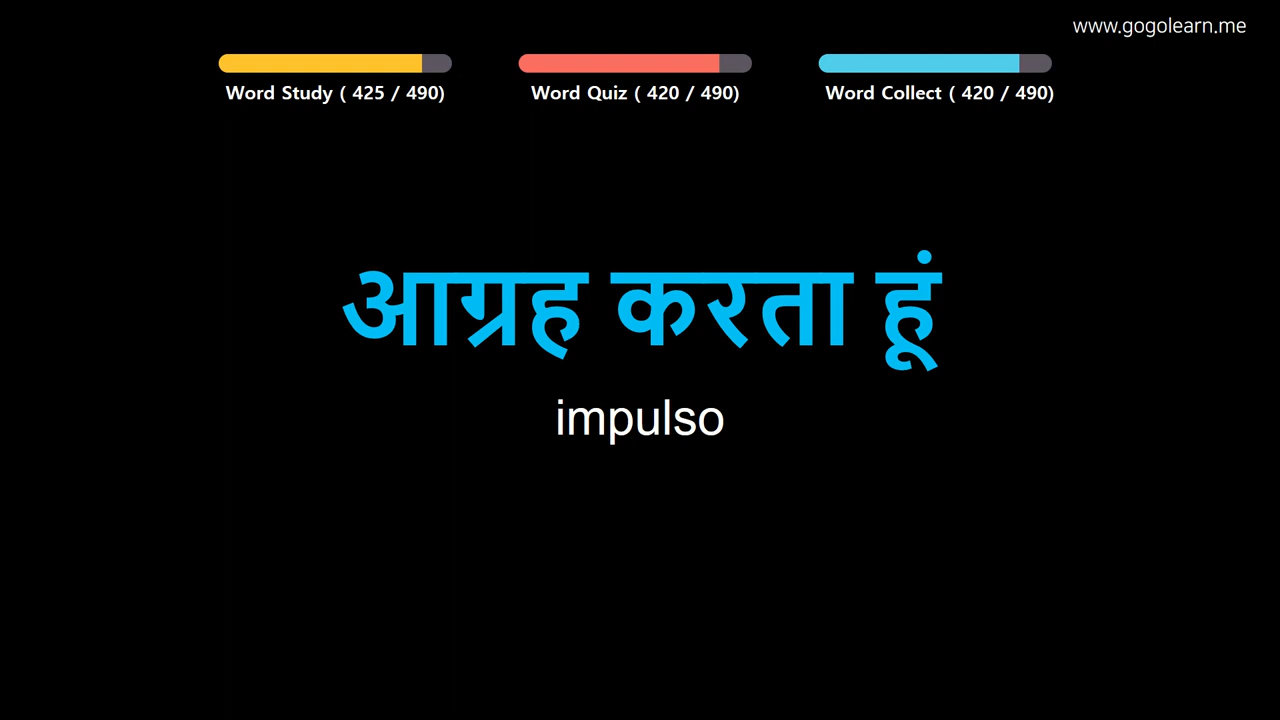 www.gogolearn.me
Word Study ( 425 / 490)
Word Quiz ( 420 / 490)
Word Collect ( 420 / 490)
आग्रह करता हूं
impulso